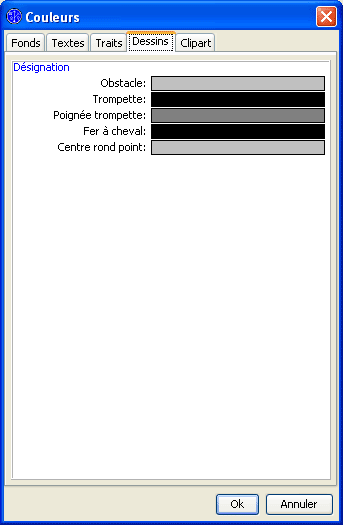 Couleurs
Fonds Textes Traits Dessins Clipart
Désignation
Obstacle:
Trompette:
Poignée trompette:
Fer à cheval:
Centre rond point:
Ok Annuler